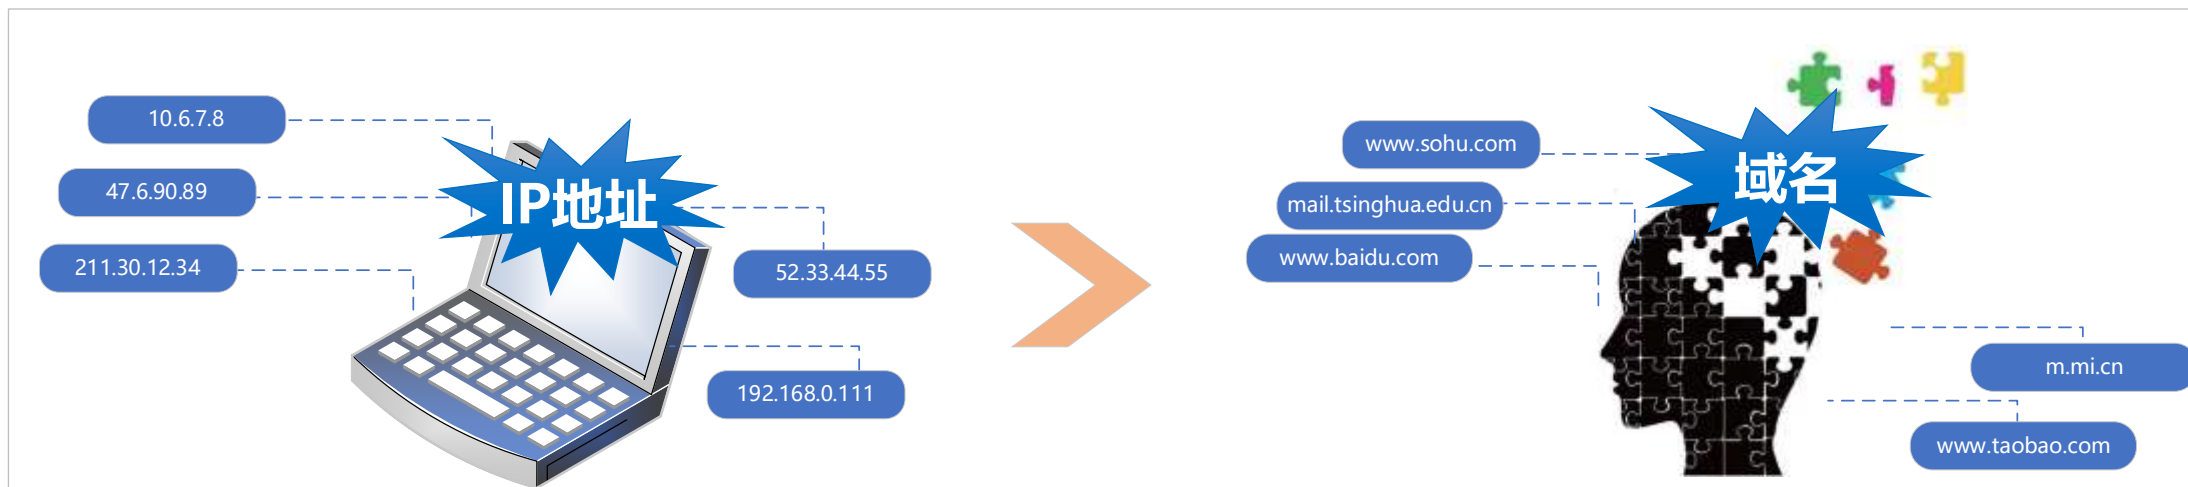 10.6.7.8
47.6.90.89
211.30.12.34
IP地址
52.33.44.55
192.168.0.111
www.sohu.com
mail.tsinghua.edu.cn
www.baidu.com
域名
m.mi.cn
www.taobao.com